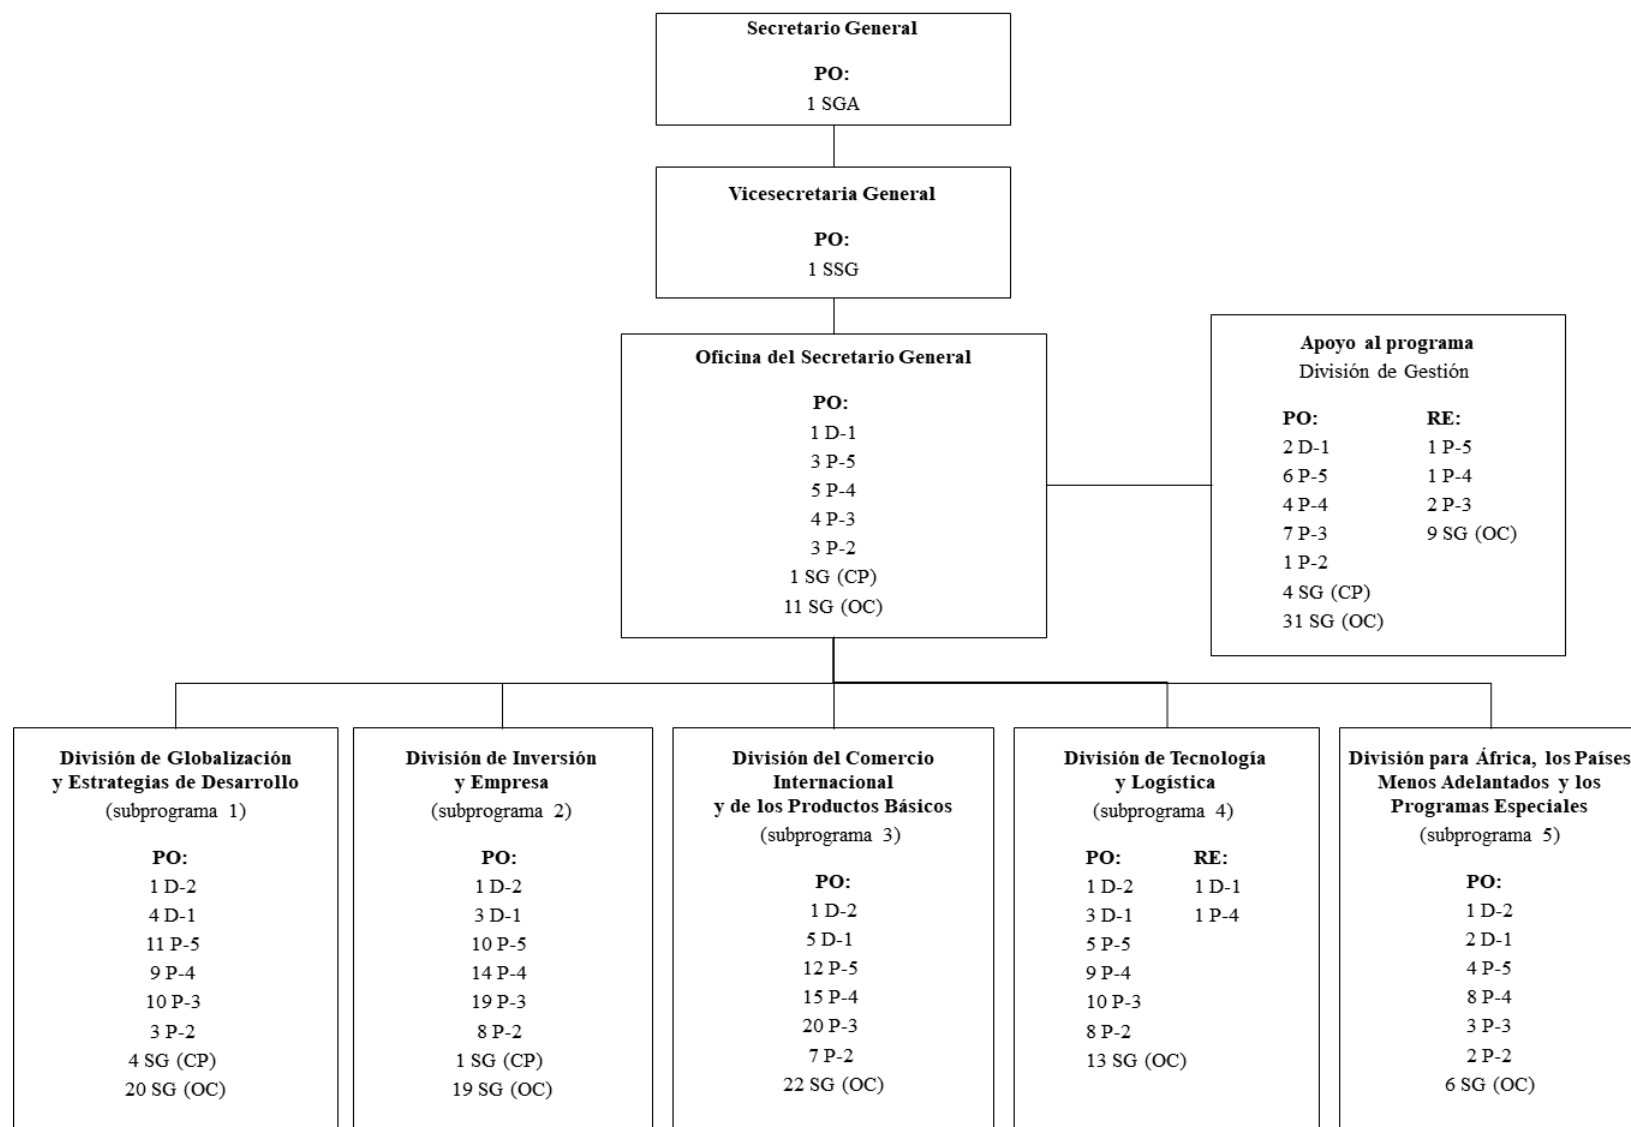 Secretario General
PO:
1 SGA
Vicesecretaria General
PO:
1 SSG
Oficina del Secretario General
PO:
1 D-1
3 P-5
5 P-4
4 P-3
3 P-2
1 SG (CP)
11 SG (OC)
Apoyo al programa
División de Gestión
PO:
2 D-1
6 P-5
4 P-4
7 P-3
1 P-2
4 SG (CP)
31 SG (OC)
RE:
1 P-5
1 P-4
2 P-3
9 SG (OC)
División de Globalización
y Estrategias de Desarrollo
(subprograma 1)
PO:
1 D-2
4 D-1
11 P-5
9 P-4
10 P-3
3 P-2
4 SG (CP)
20 SG (OC)
División de Inversión
y Empresa
(subprograma 2)
PO:
1 D-2
3 D-1
10 P-5
14 P-4
19 P-3
8 P-2
1 SG (CP)
19 SG (OC)
División del Comercio
Internacional
y de los Productos Básicos
(subprograma 3)
PO:
1 D-2
5 D-1
12 P-5
15 P-4
20 P-3
7 P-2
22 SG (OC)
División de Tecnología
y Logística
(subprograma 4)
PO:
1 D-2
3 D-1
5 P-5
9 P-4
10 P-3
8 P-2
13 SG (OC)
RE:
1 D-1
1 P-4
División para África, los Países
Menos Adelantados y los
Programas Especiales
(subprograma 5)
PO:
1 D-2
2 D-1
4 P-5
8 P-4
3 P-3
2 P-2
6 SG (OC)